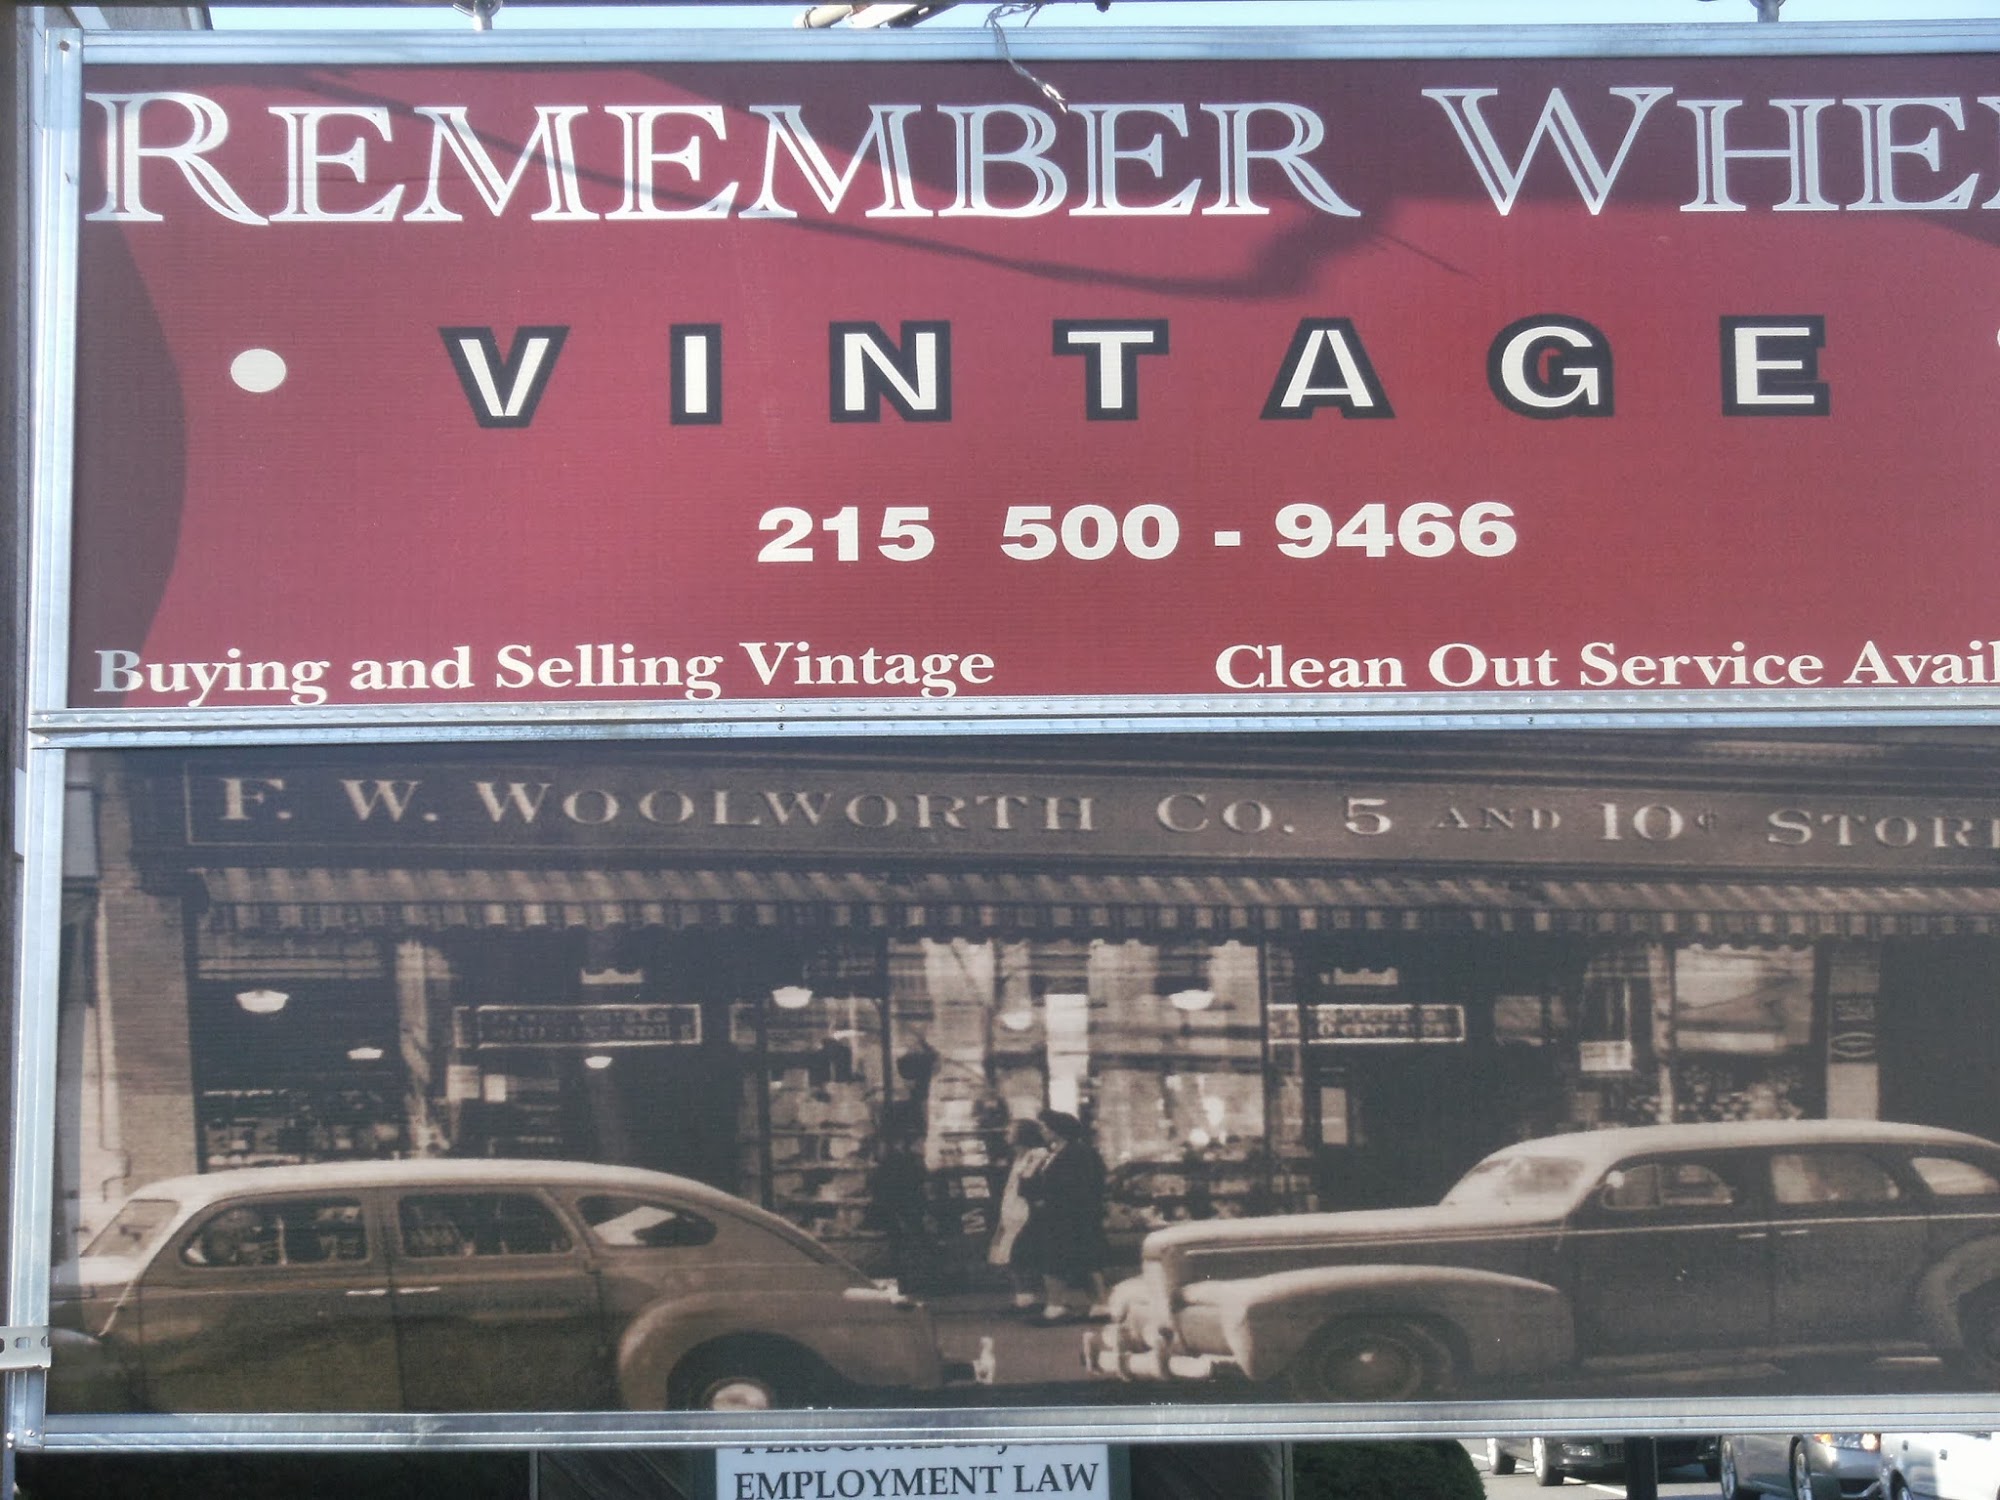 REMEMBER WHE
• VINTAGE •
215 500 - 9466
Buying and Selling Vintage Clean Out Service Avail
F. W. WOOLWORTH CO. 5 AND 10¢ STOR
EMPLOYMENT LAW